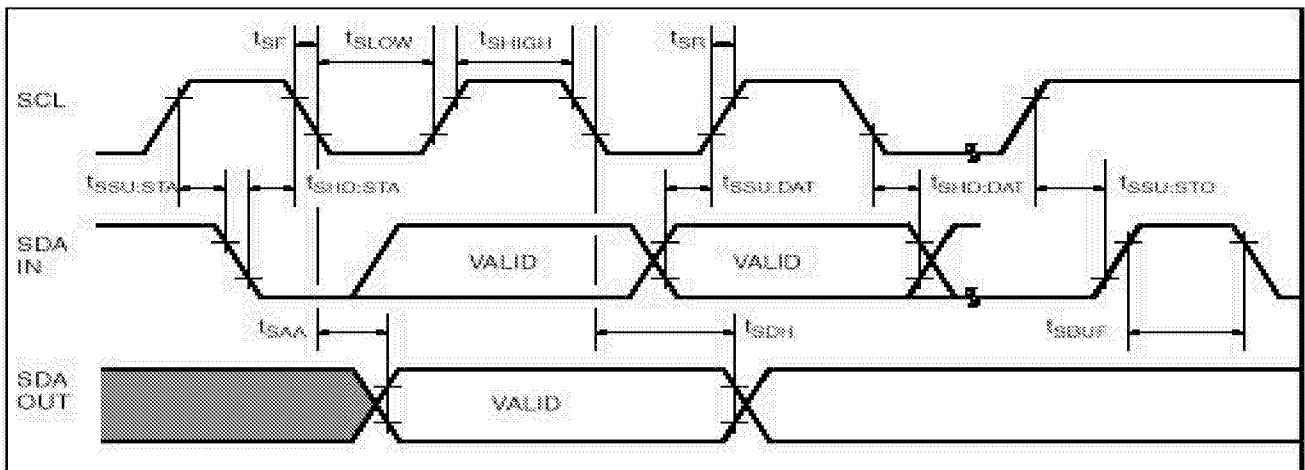 tSF tSLOW tSHIGH tSR
SCL
tSSU:STA tSHD:STA tSSU:DAT tSHD:DAT tSSU:STO
SDA
IN
VALID VALID
tSAA tSDH tSBUF
SDA
OUT
VALID